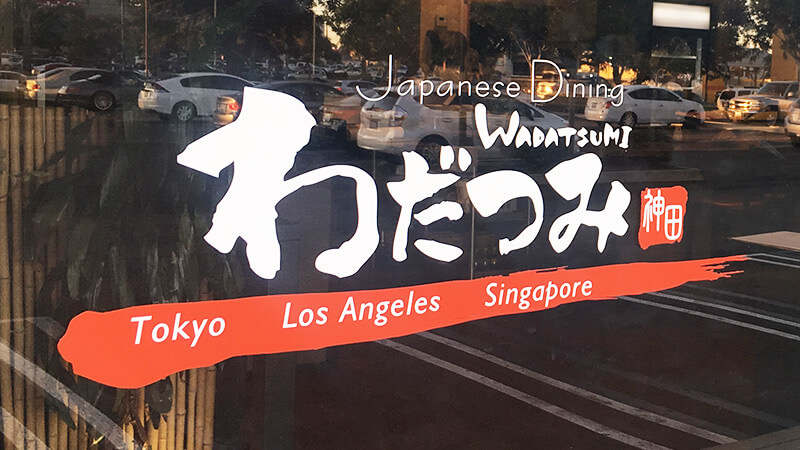 Japanese Dining
WADATSUMI
わだつみ
神田
Tokyo Los Angeles Singapore